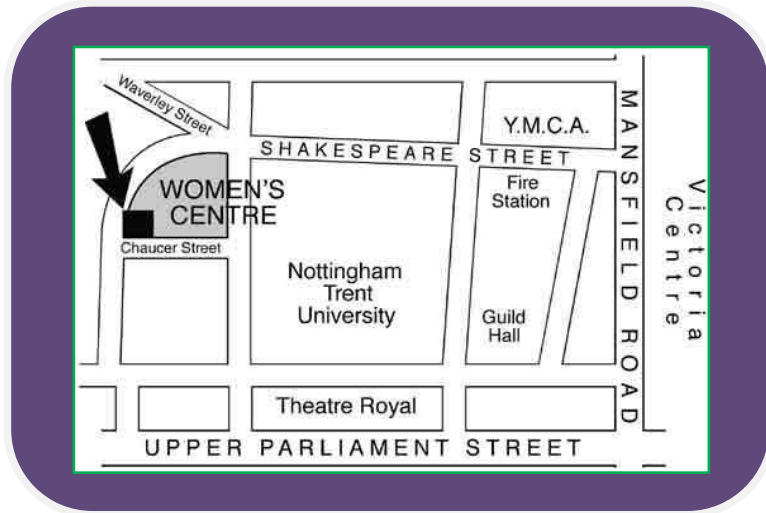 Waverley Street
Y.M.C.A.
SHAKESPEARE STREET
MANSFIELD ROAD
Victoria
Centre
WOMEN'S
CENTRE
Fire
Station
Chaucer Street
Nottingham
Trent
University
Guild
Hall
Theatre Royal
UPPER PARLIAMENT STREET